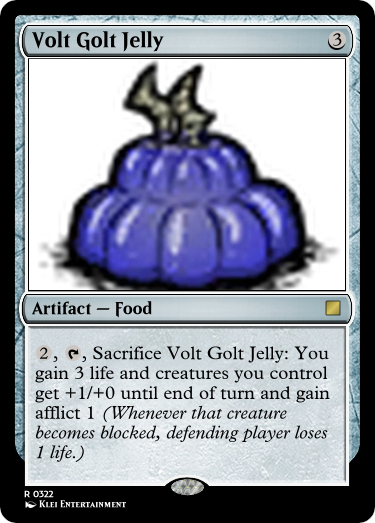 Volt Golt Jelly 3
Artifact — Food
2, T, Sacrifice Volt Golt Jelly: You
gain 3 life and creatures you control
get +1/+0 until end of turn and gain
afflict 1 (Whenever that creature
becomes blocked, defending player loses
1 life.)
R 0322
Klei Entertainment